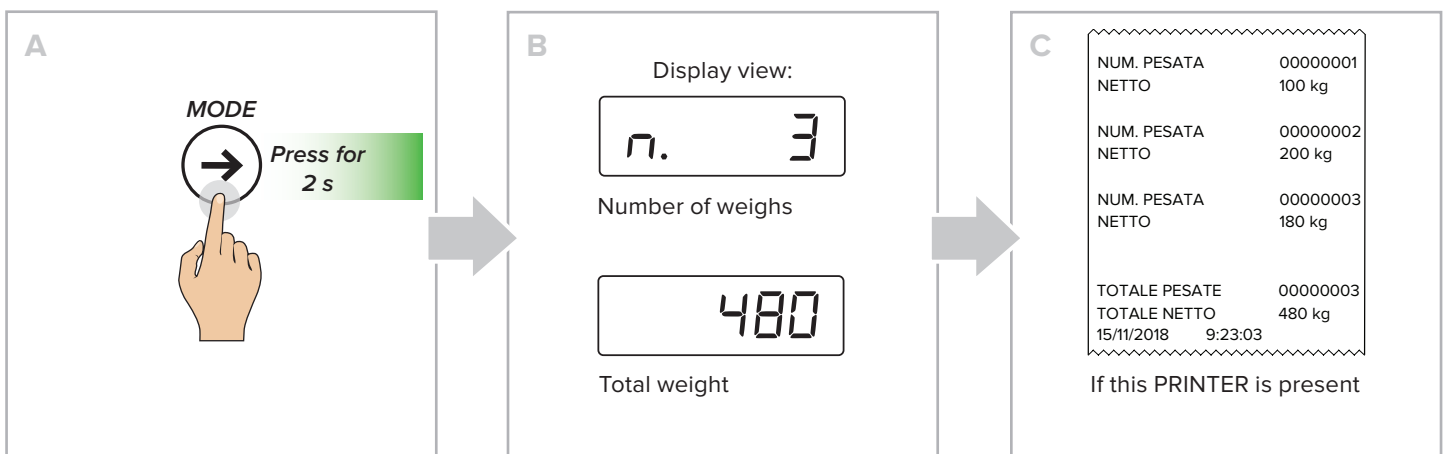 A
MODE
Press for
2 s
B
Display view:
n. 3
Number of weighs
480
Total weight
C
NUM. PESATA 00000001
NETTO 100 kg
NUM. PESATA 00000002
NETTO 200 kg
NUM. PESATA 00000003
NETTO 180 kg
TOTALE PESATE 00000003
TOTALE NETTO 480 kg
15/11/2018 9:23:03
If this PRINTER is present